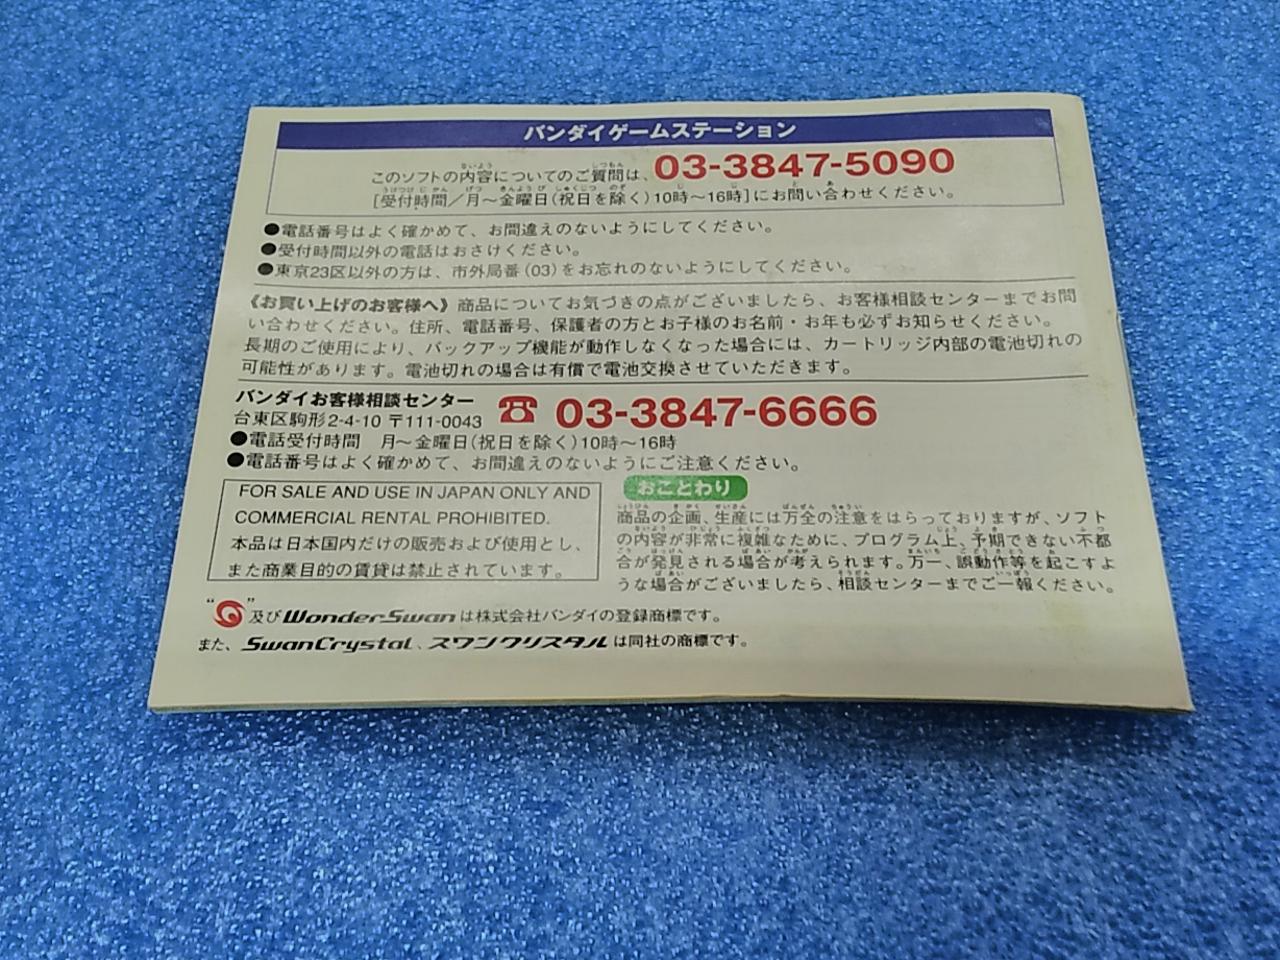 バンダイゲームステーション
このソフトの内容についてのご質問は、03-3847-5090
[受付時間／月〜金曜日(祝日を除く)10時〜16時]にお問い合わせください。
●電話番号はよく確かめて、お間違えのないようにしてください。
●受付時間以外の電話はおさけください。
●東京23区以外の方は、市外局番(03)をお忘れのないようにしてください。
《お買い上げのお客様へ》商品についてお気づきの点がございましたら、お客様相談センターまでお問
い合わせください。住所、電話番号、保護者の方とお子様のお名前・お年も必ずお知らせください。
長期のご使用により、バックアップ機能が動作しなくなった場合には、カートリッジ内部の電池切れの
可能性があります。電池切れの場合は有償で電池交換させていただきます。
バンダイお客様相談センター
台東区駒形2-4-10 〒111-0043
☎ 03-3847-6666
●電話受付時間　月〜金曜日(祝日を除く)10時〜16時
●電話番号はよく確かめて、お間違えのないようにご注意ください。
FOR SALE AND USE IN JAPAN ONLY AND
COMMERCIAL RENTAL PROHIBITED.
本品は日本国内だけの販売および使用とし、
また商業目的の賃貸は禁止されています。
おことわり
商品の企画、生産には万全の注意をはらっておりますが、ソフト
の内容が非常に複雑なために、プログラム上、予期できない不都
合が発見される場合が考えられます。万一、誤動作等を起こすよ
うな場合がございましたら、相談センターまでご一報ください。
“ ”及びWonderSwanは株式会社バンダイの登録商標です。
また、SwanCrystal、スワンクリスタルは同社の商標です。